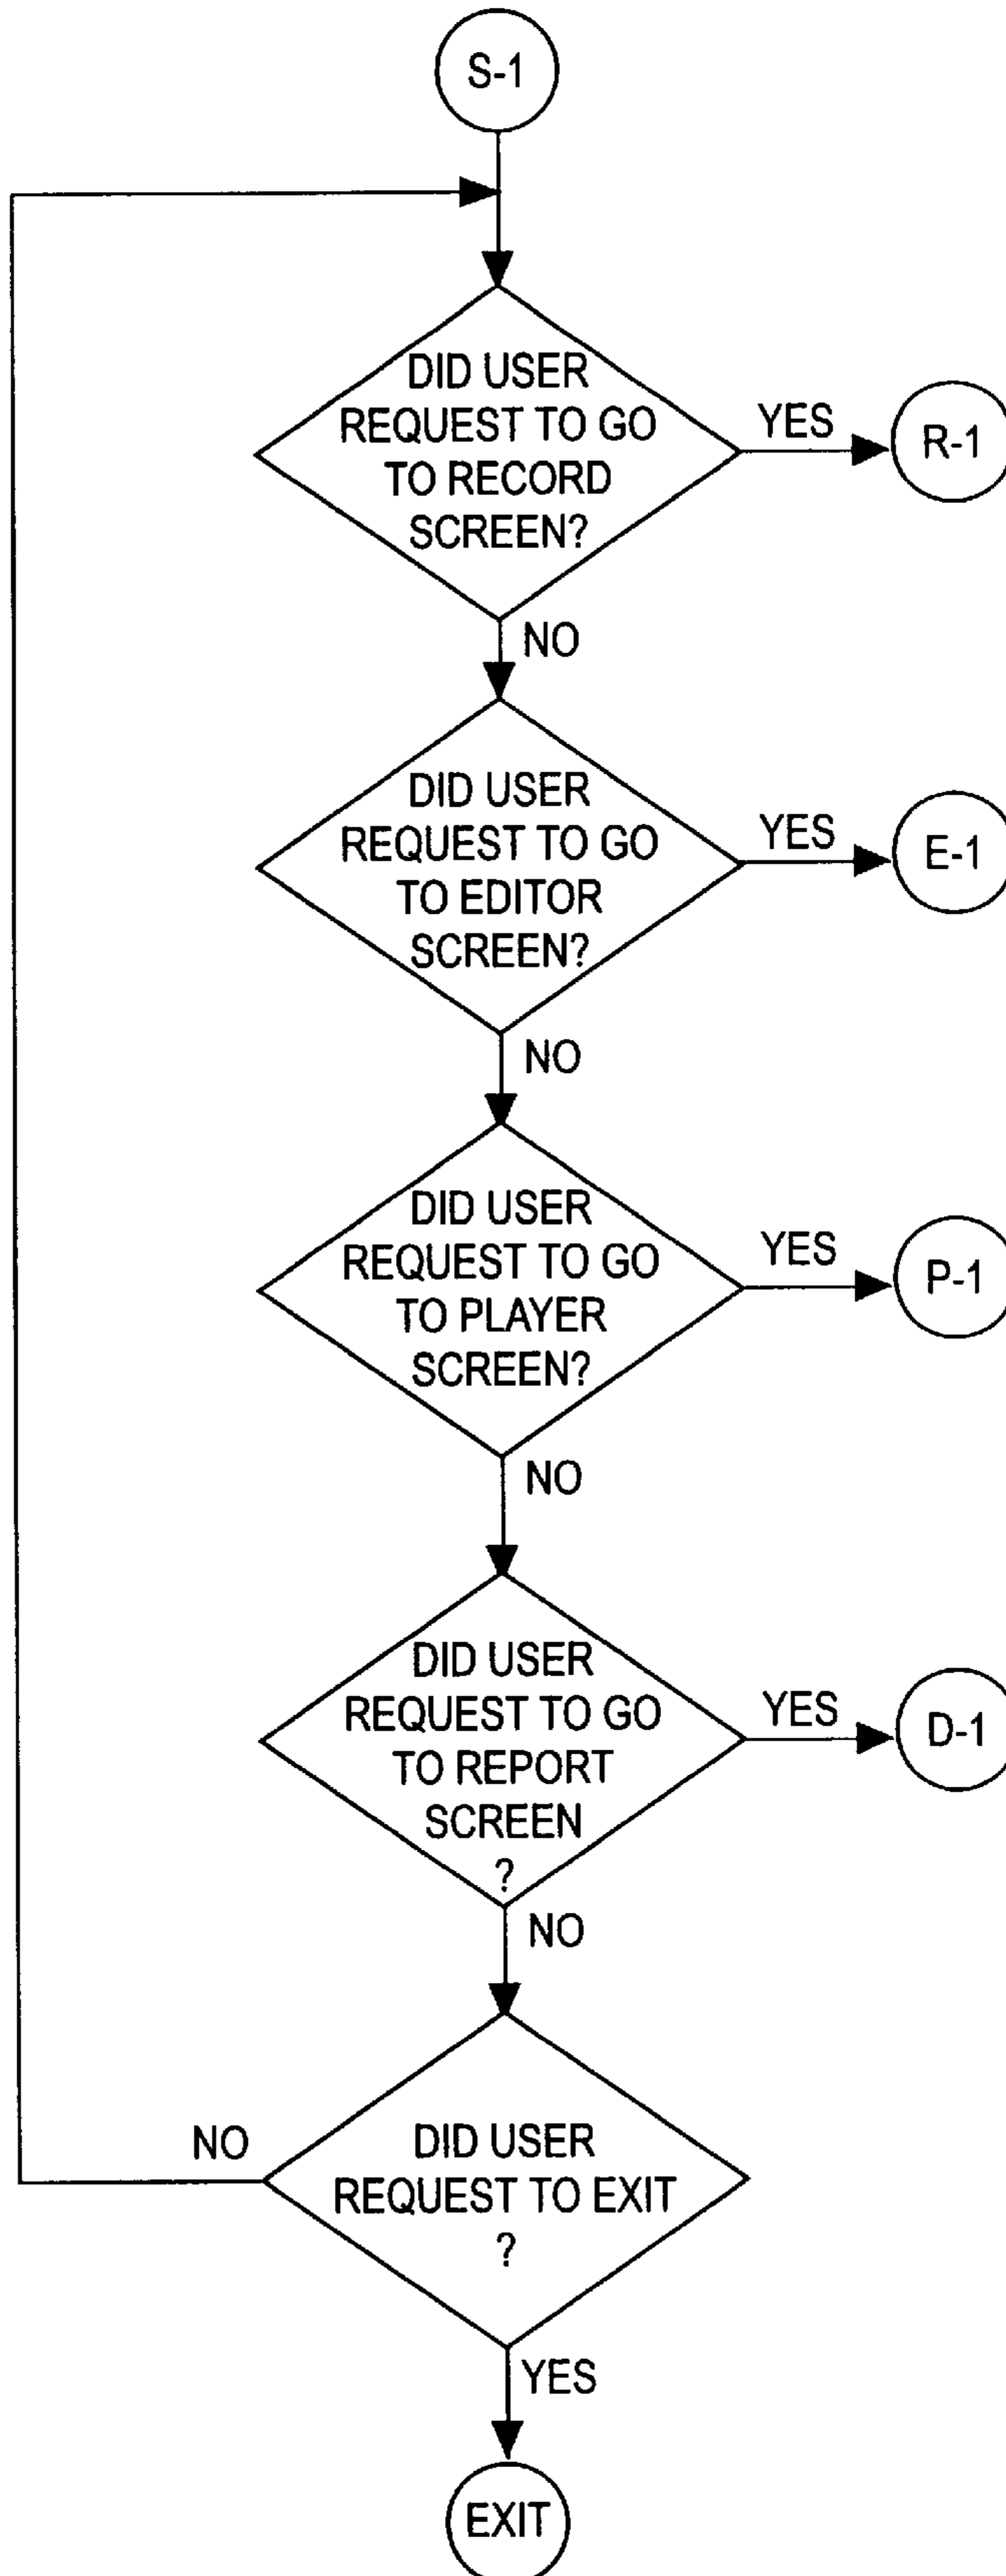 S-1
DID USER
REQUEST TO GO
TO RECORD
SCREEN?
YES
R-1
NO
DID USER
REQUEST TO GO
TO EDITOR
SCREEN?
YES
E-1
NO
DID USER
REQUEST TO GO
TO PLAYER
SCREEN?
YES
P-1
NO
DID USER
REQUEST TO GO
TO REPORT
SCREEN
?
YES
D-1
NO
NO
DID USER
REQUEST TO EXIT
?
YES
EXIT